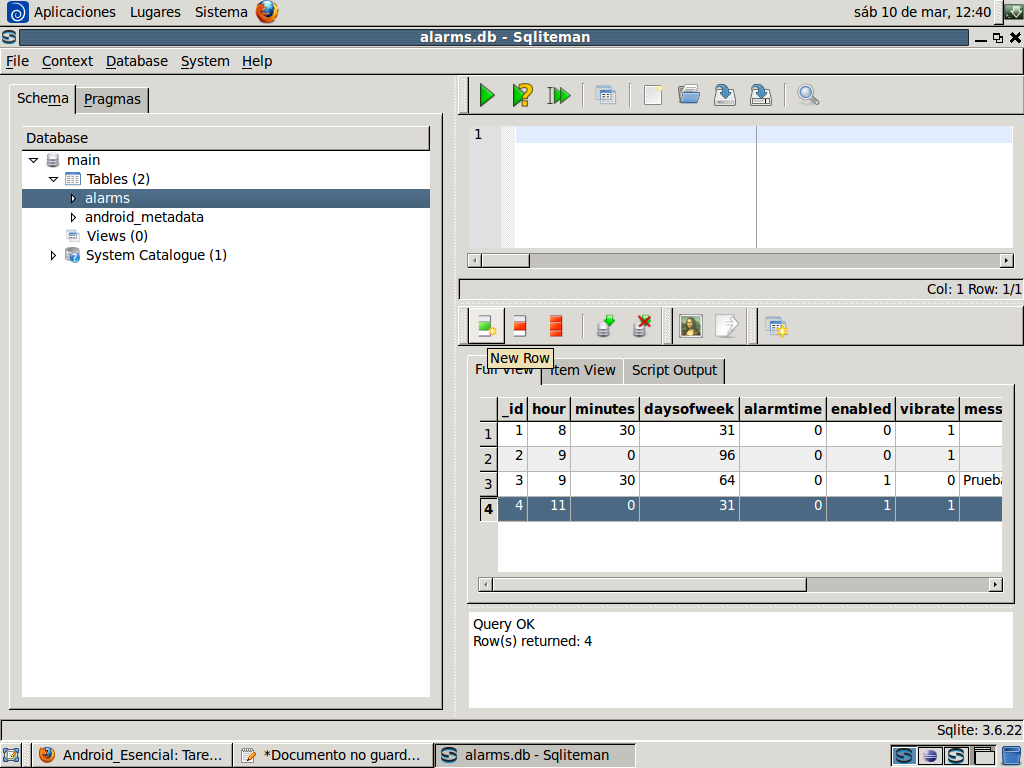 Aplicaciones Lugares Sistema sáb 10 de mar, 12:40
alarms.db - Sqliteman
File Context Database System Help
Schema Pragmas
Database
main
Tables (2)
alarms
android_metadata
Views (0)
System Catalogue (1)
1
Col: 1 Row: 1/1
New Row
Full View Item View Script Output
_id hour minutes daysofweek alarmtime enabled vibrate mess
1 1 8 30 31 0 0 1
2 2 9 0 96 0 0 1
3 3 9 30 64 0 1 0 Prueba
4 4 11 0 31 0 1 1
Query OK
Row(s) returned: 4
Sqlite: 3.6.22
Android_Esencial: Tare... *Documento no guard... alarms.db - Sqliteman